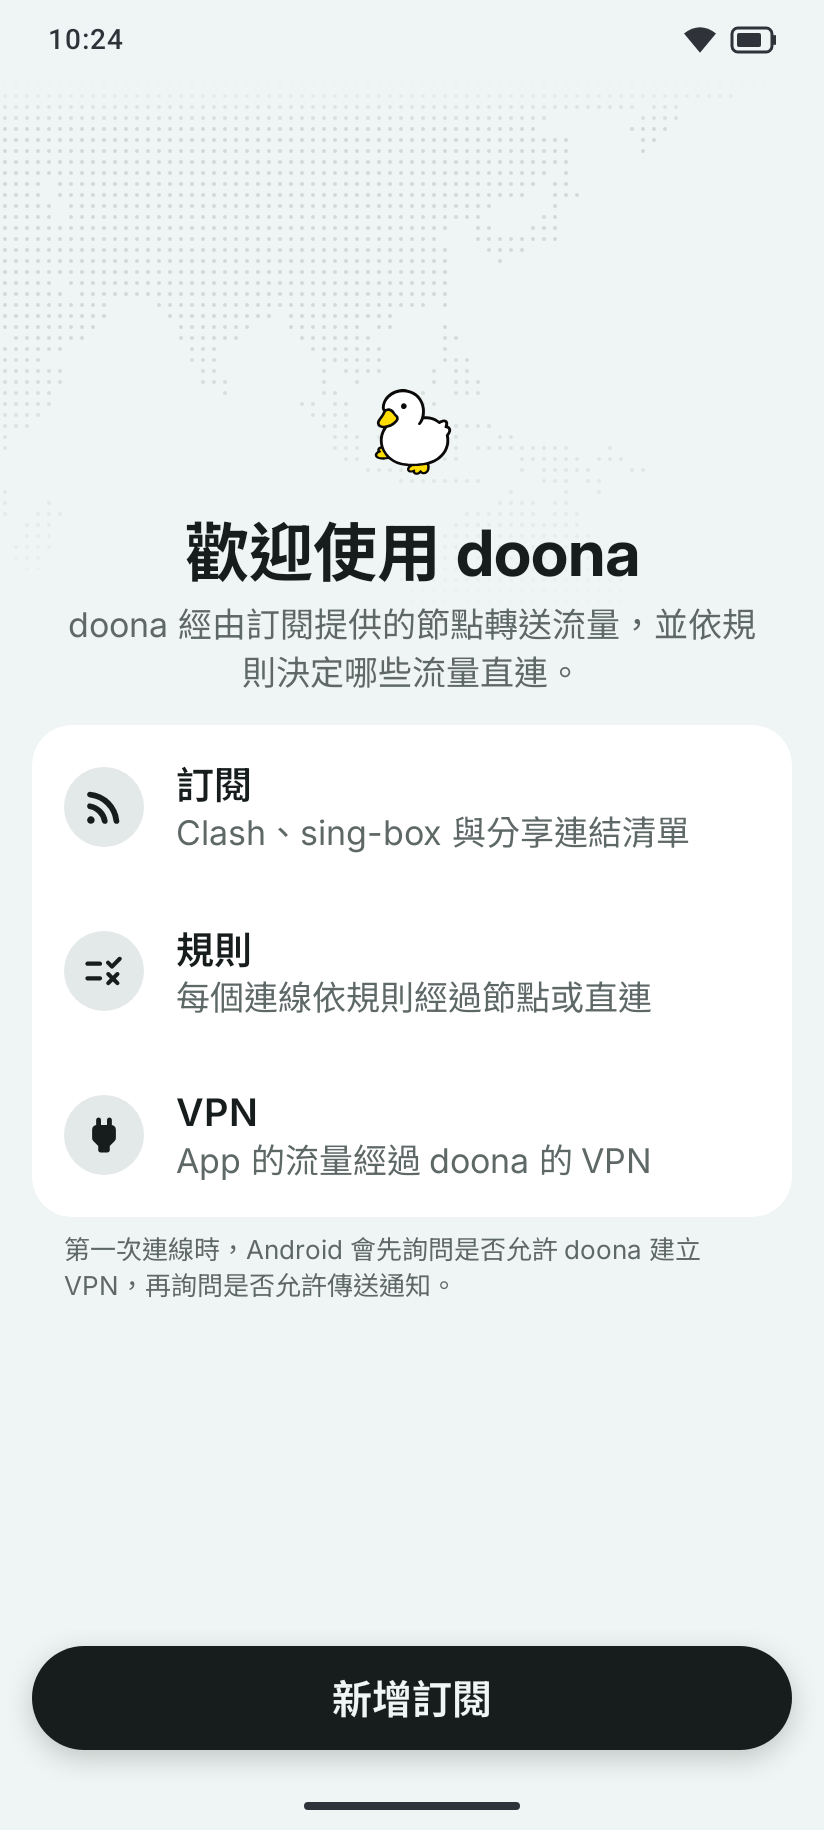 10:24
歡迎使用 doona
doona 經由訂閱提供的節點轉送流量，並依規
則決定哪些流量直連。
訂閱
Clash、sing-box 與分享連結清單
規則
每個連線依規則經過節點或直連
VPN
App 的流量經過 doona 的 VPN
第一次連線時，Android 會先詢問是否允許 doona 建立
VPN，再詢問是否允許傳送通知。
新增訂閱